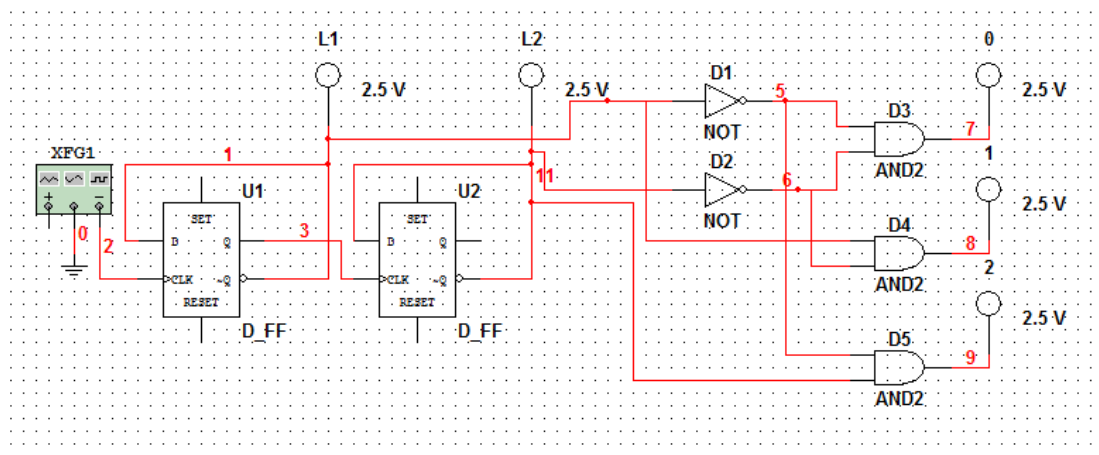 L1
L2
0
2.5 V
2.5 V
D1
5
2.5 V
NOT
D3
7
AND2
XFG1
1
D2
1
+
−
U1
11
U2
6
2.5 V
NOT
0
2
SET
D
Q
3
CLK
~Q
RESET
D_FF
SET
D
Q
CLK
~Q
RESET
D_FF
D4
8
AND2
2
2.5 V
D5
9
AND2